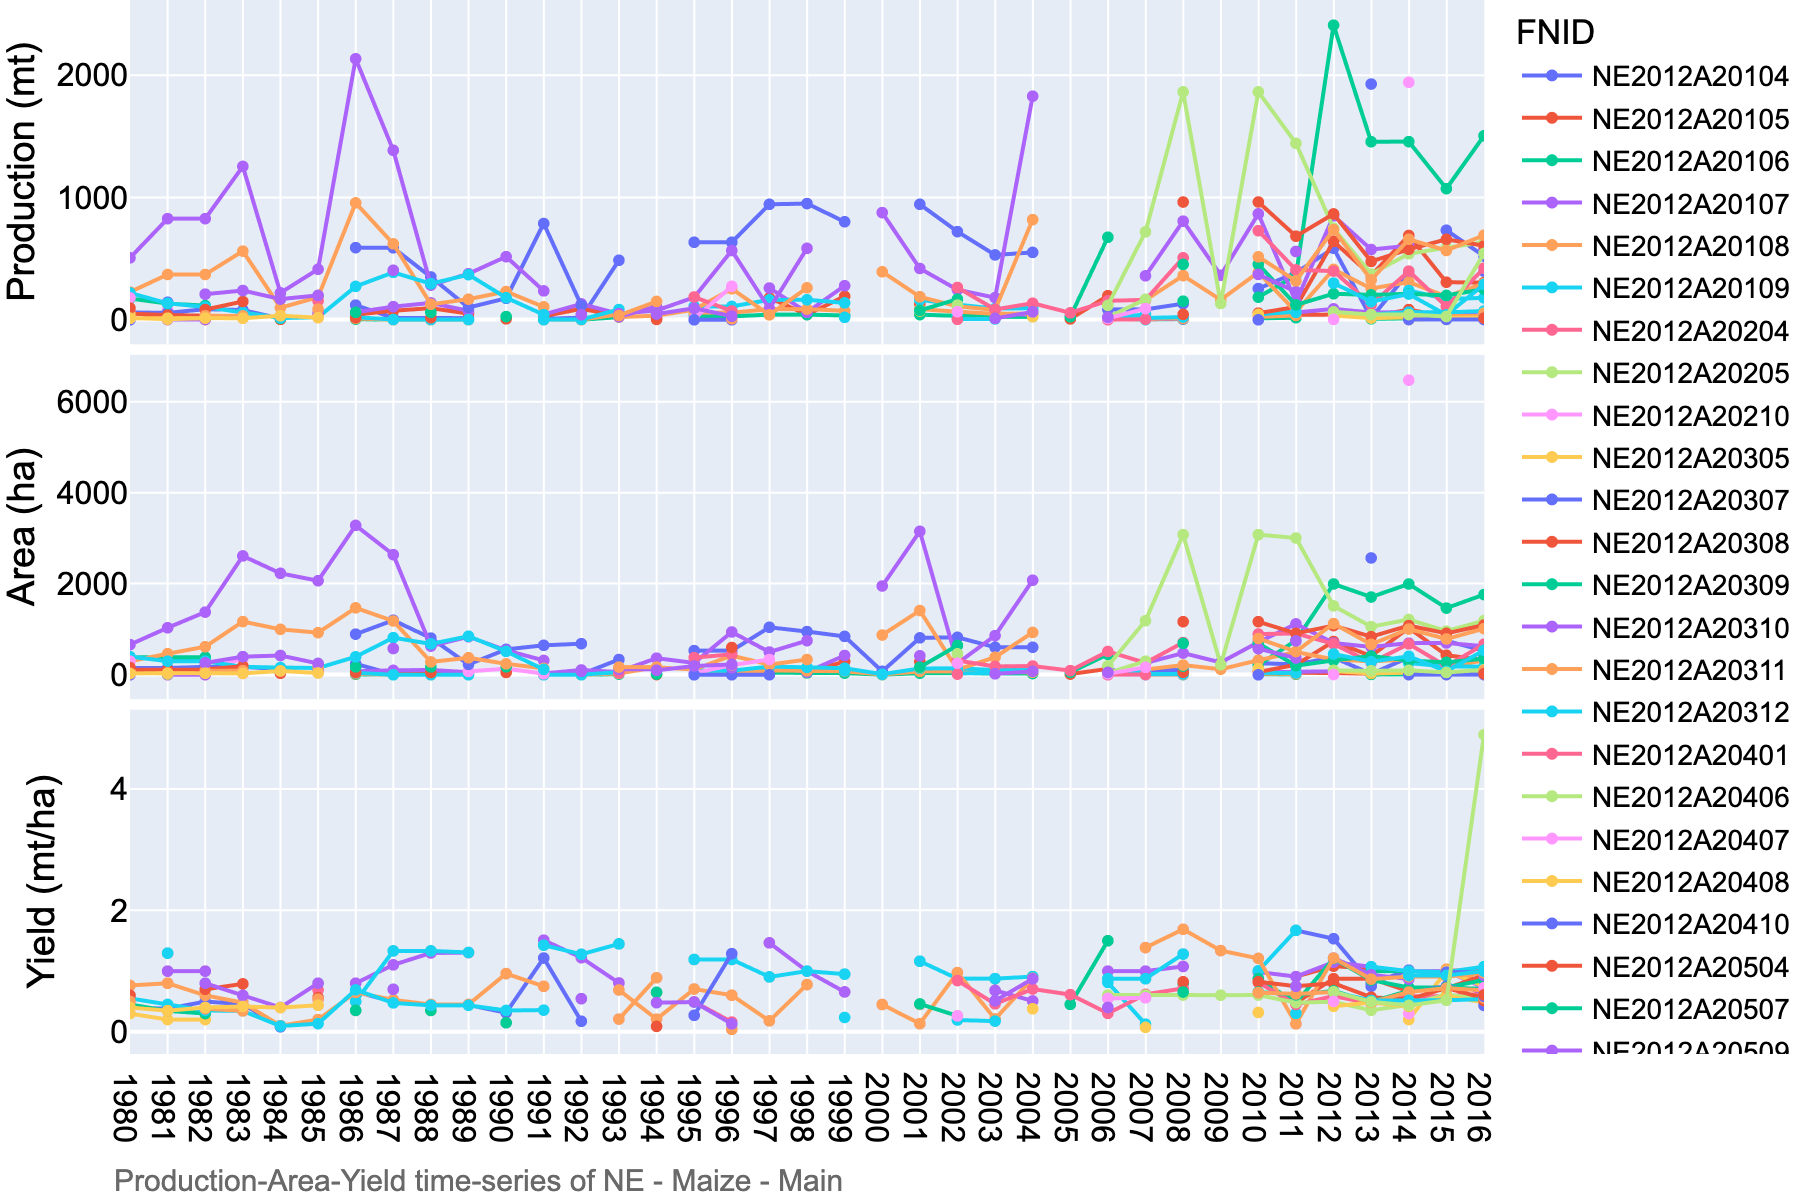 Production (mt)
2000
1000
0
Area (ha)
6000
4000
2000
0
Yield (mt/ha)
4
2
0
1980
1981
1982
1983
1984
1985
1986
1987
1988
1989
1990
1991
1992
1993
1994
1995
1996
1997
1998
1999
2000
2001
2002
2003
2004
2005
2006
2007
2008
2009
2010
2011
2012
2013
2014
2015
2016
Production-Area-Yield time-series of NE - Maize - Main
FNID
NE2012A20104
NE2012A20105
NE2012A20106
NE2012A20107
NE2012A20108
NE2012A20109
NE2012A20204
NE2012A20205
NE2012A20210
NE2012A20305
NE2012A20307
NE2012A20308
NE2012A20309
NE2012A20310
NE2012A20311
NE2012A20312
NE2012A20401
NE2012A20406
NE2012A20407
NE2012A20408
NE2012A20410
NE2012A20504
NE2012A20507
NE2012A20509